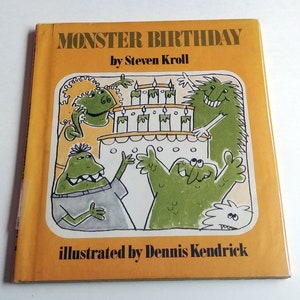 MONSTER BIRTHDAY
by Steven Kroll
illustrated by Dennis Kendrick